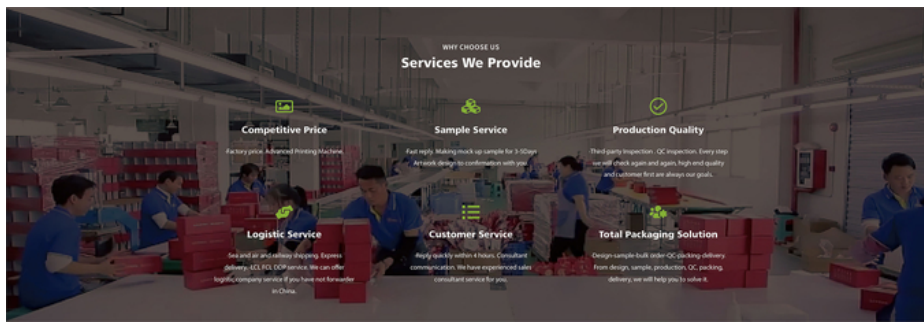 WHY CHOOSE US
Services We Provide
Competitive Price
Factory price. Advanced Printing Machine.
Sample Service
Fast reply. Making mock up sample for 3-5Days
Artwork design to confirmation with you
Production Quality
Third-party Inspection . QC inspection. Every step
we will check again and again, high end quality
and customer first are always our goals.
Logistic Service
Sea and air and railway shipping. Express
delivery. LCL FCL DDP service. We can offer
logistic company service if you have not forwarder
in China.
Customer Service
Reply quickly within 4 hours. Consultant
communication. We have experienced sales
consultant service for you.
Total Packaging Solution
Design-sample-bulk order-QC-packing-delivery.
From design, sample, production, QC, packing,
delivery, we will help you to solve it.